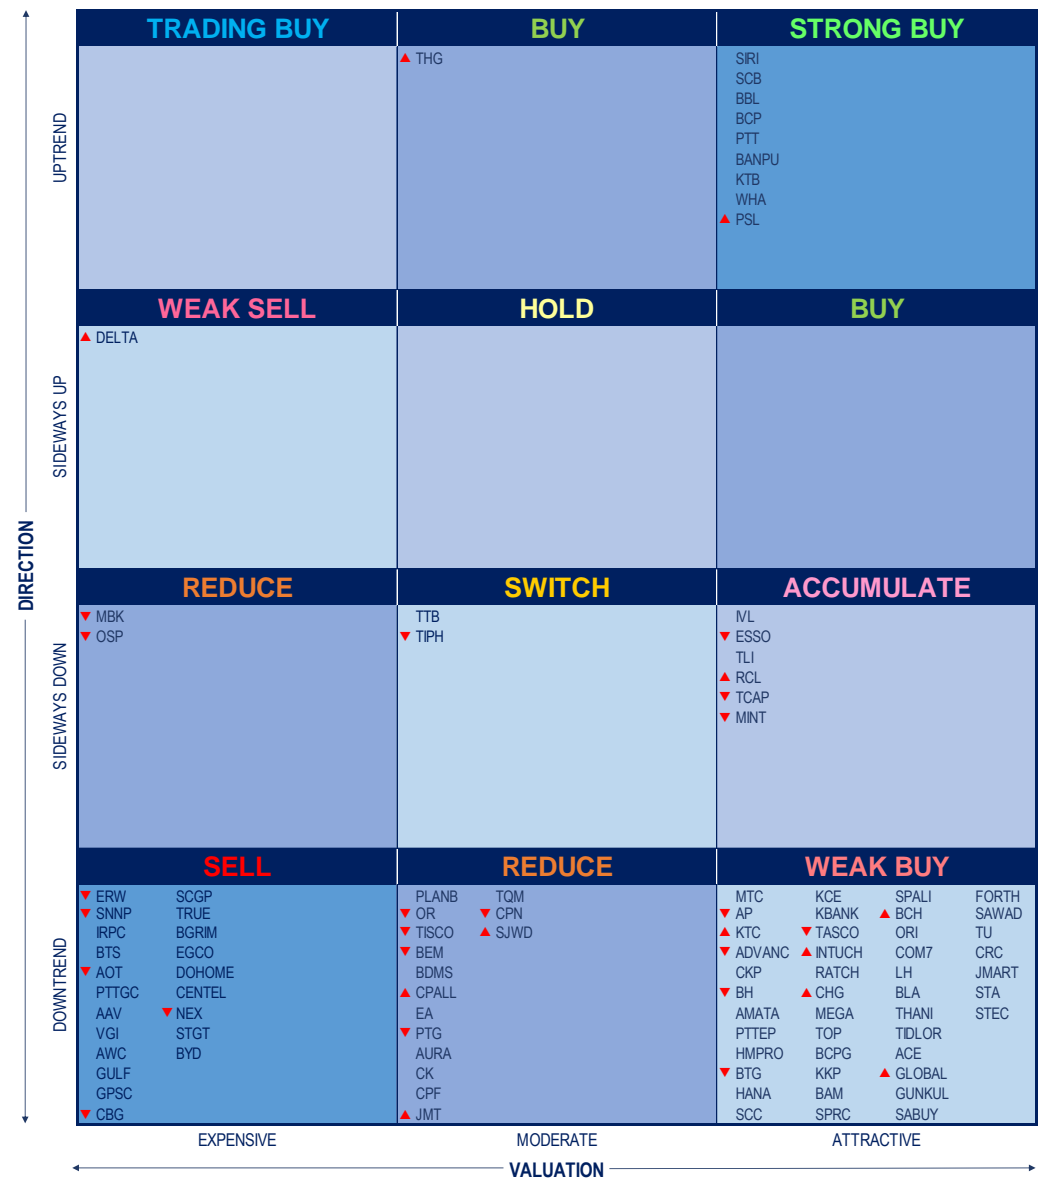 TRADING BUY BUY STRONG BUY
▲ THG SIRI
SCB
BBL
BCP
PTT
BANPU
KTB
WHA
▲ PSL
UPTREND
WEAK SELL HOLD BUY
▲ DELTA
SIDEWAYS UP
DIRECTION
REDUCE SWITCH ACCUMULATE
▼ MBK TTB IVL
▼ OSP ▼ TIPH ▼ ESSO
TLI
▲ RCL
▼ TCAP
▼ MINT
SIDEWAYS DOWN
SELL REDUCE WEAK BUY
▼ ERW SCGP PLANB TQM MTC KCE SPALI FORTH
▼ SNNP TRUE ▼ OR ▼ CPN ▼ AP KBANK ▲ BCH SAWAD
IRPC BGRIM ▼ TISCO ▲ SJWD ▲ KTC ▼ TASCO ORI TU
BTS EGCO ▼ BEM ▼ ADVANC ▲ INTUCH COM7 CRC
▼ AOT DOHOME BDMS CKP RATCH LH JMART
PTTGC CENTEL ▲ CPALL ▼ BH ▲ CHG BLA STA
AAV ▼ NEX EA AMATA MEGA THANI STEC
VGI STGT ▼ PTG PTTEP TOP TIDLOR
AWC BYD AURA HMPRO BCPG ACE
GULF CK ▼ BTG KKP ▲ GLOBAL
GPSC CPF HANA BAM GUNKUL
▼ CBG ▲ JMT SCC SPRC SABUY
DOWNTREND
EXPENSIVE MODERATE ATTRACTIVE
VALUATION